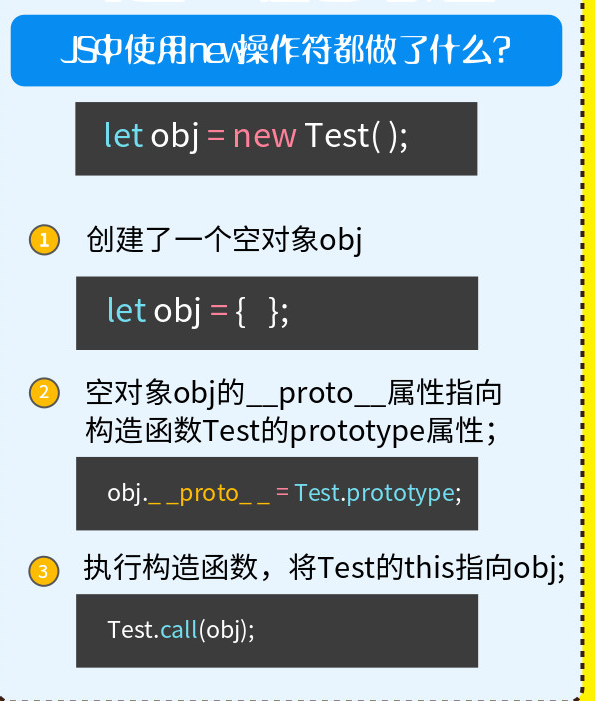 JS中使用new操作符都做了什么?
let obj = new Test( );
1 创建了一个空对象obj
let obj = { };
2 空对象obj的__proto__属性指向
构造函数Test的prototype属性；
obj._ _proto_ _ = Test.prototype;
3 执行构造函数，将Test的this指向obj;
Test.call(obj);